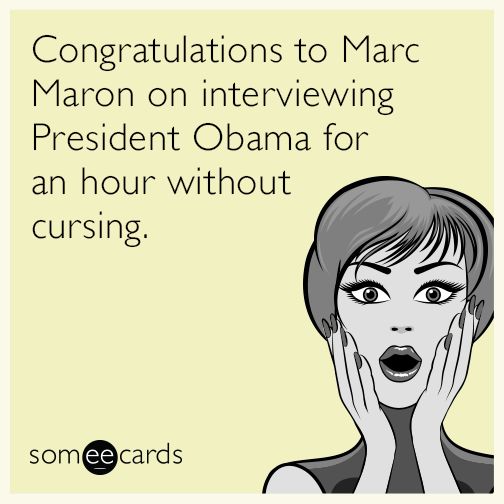 Congratulations to Marc
Maron on interviewing
President Obama for
an hour without
cursing.
someecards